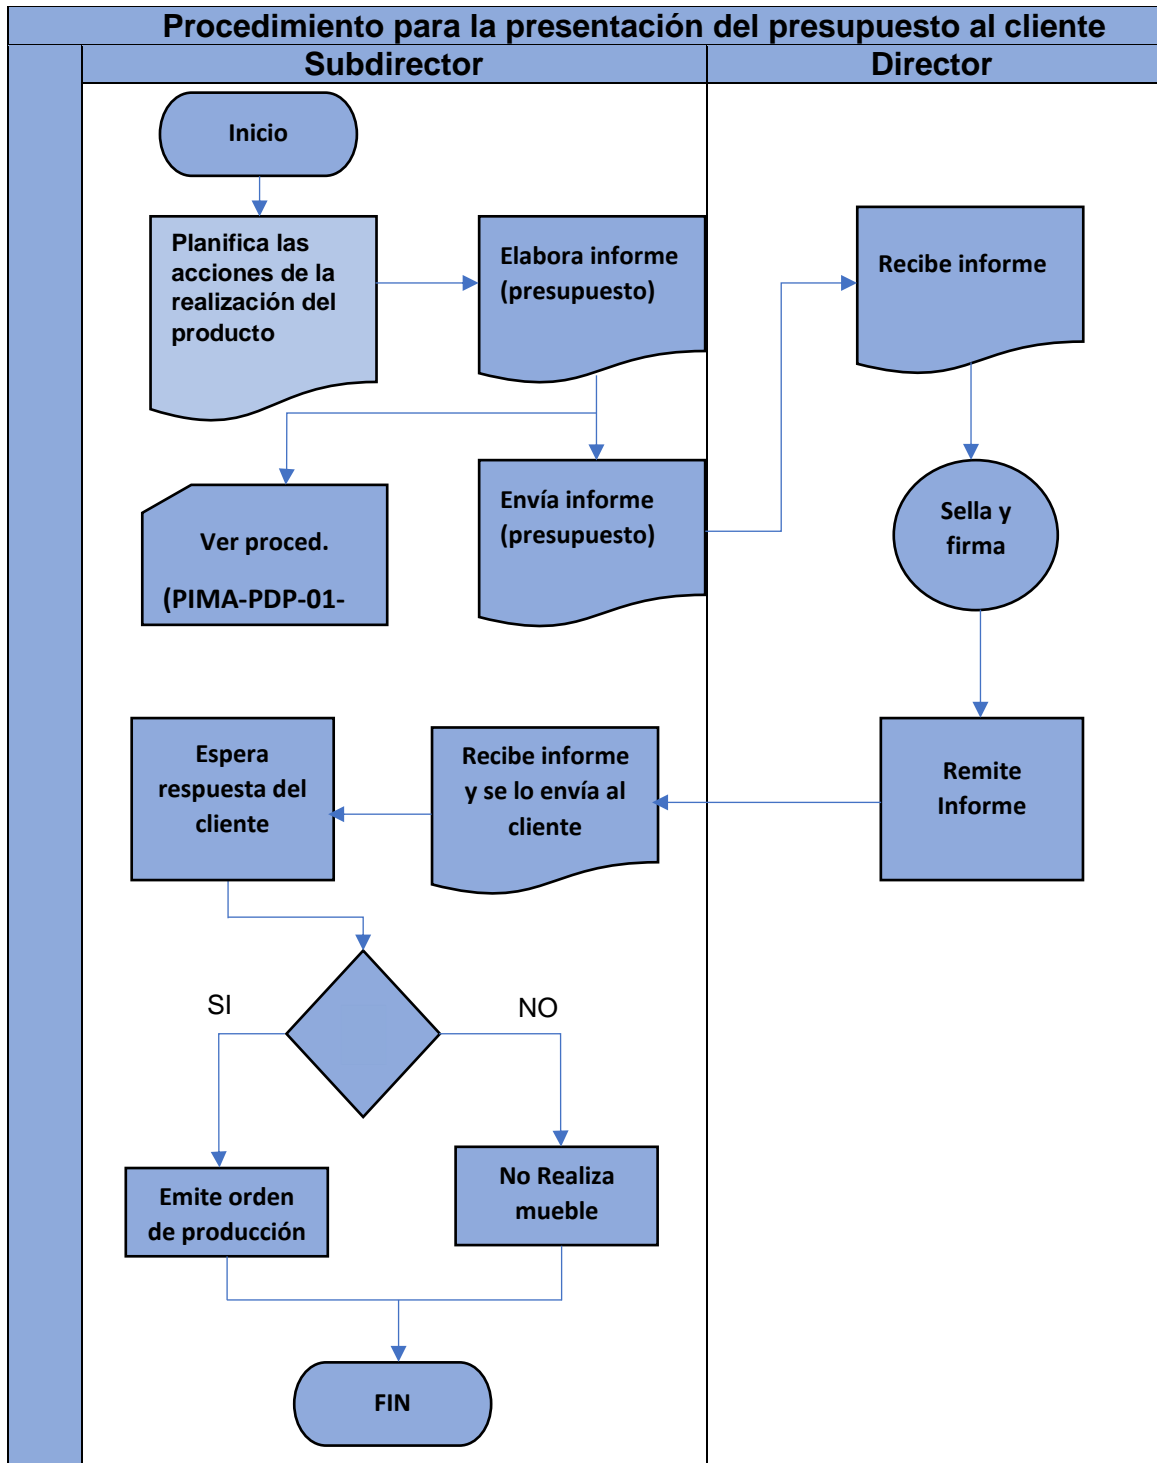 Procedimiento para la presentación del presupuesto al cliente
Subdirector
Director
Inicio
Planifica las
acciones de la
realización del
producto
Elabora informe
(presupuesto)
Recibe informe
Ver proced.
(PIMA-PDP-01-
Envía informe
(presupuesto)
Sella y
firma
Espera
respuesta del
cliente
Recibe informe
y se lo envía al
cliente
Remite
Informe
SI
NO
Emite orden
de producción
No Realiza
mueble
FIN